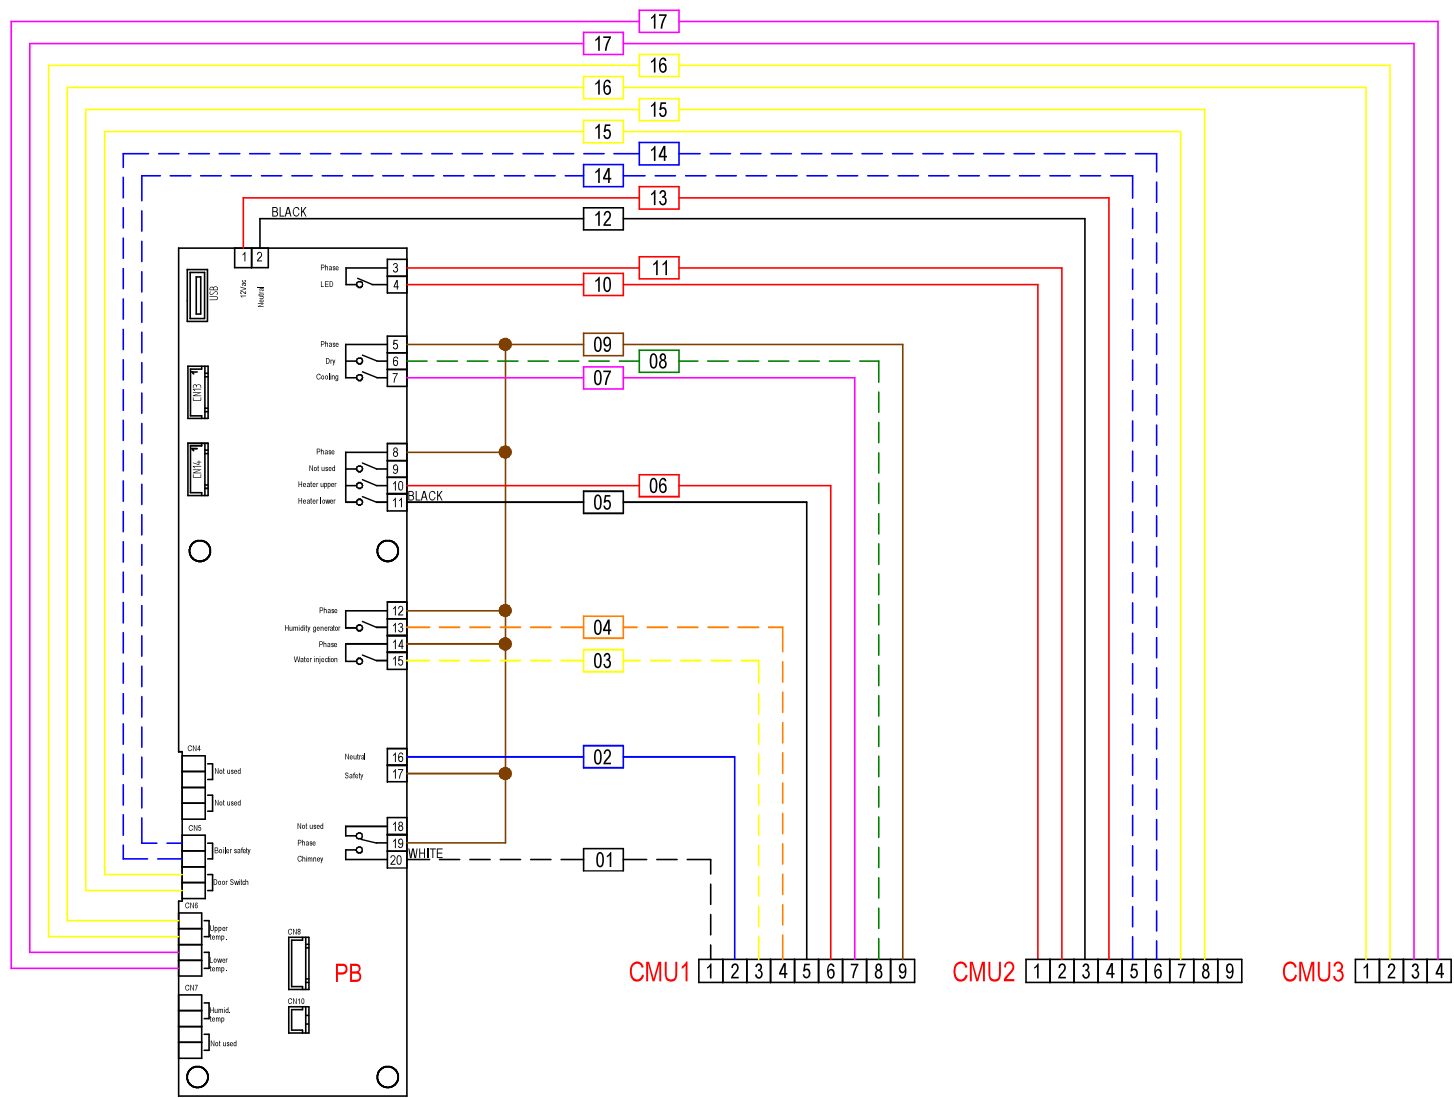 17
17
16
16
15
15
14
14
13
BLACK 12
1 2
12Vac Neutral
USB
Phase 3 11
LED 4 10
Phase 5 09
Dry 6 08
Cooling 7 07
CN13
Phase 8
Not used 9
CN14
Heater upper 10 06
Heater lower 11 BLACK 05
Phase 12
Humidity generator 13 04
Phase 14
Water injection 15 03
CN4
Neutral 16 02
Not used
Safety 17
Not used
CN5
Not used 18
Phase 19
Boiler safety
Chimney 20 WHITE 01
Door Switch
CN6
Upper
temp.
CN8
Lower
temp.
PB
CMU1 1 2 3 4 5 6 7 8 9
CMU2 1 2 3 4 5 6 7 8 9
CMU3 1 2 3 4
CN7
CN10
Humid.
temp
Not used